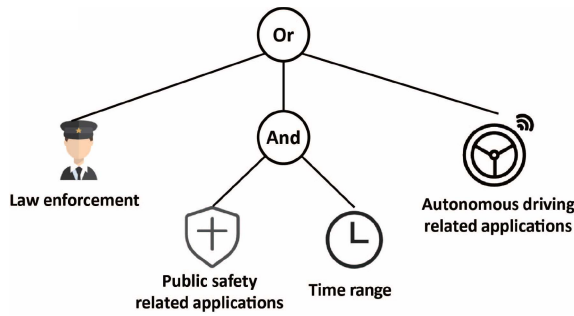 Or
And
Law enforcement
Autonomous driving
related applications
Public safety
related applications
Time range